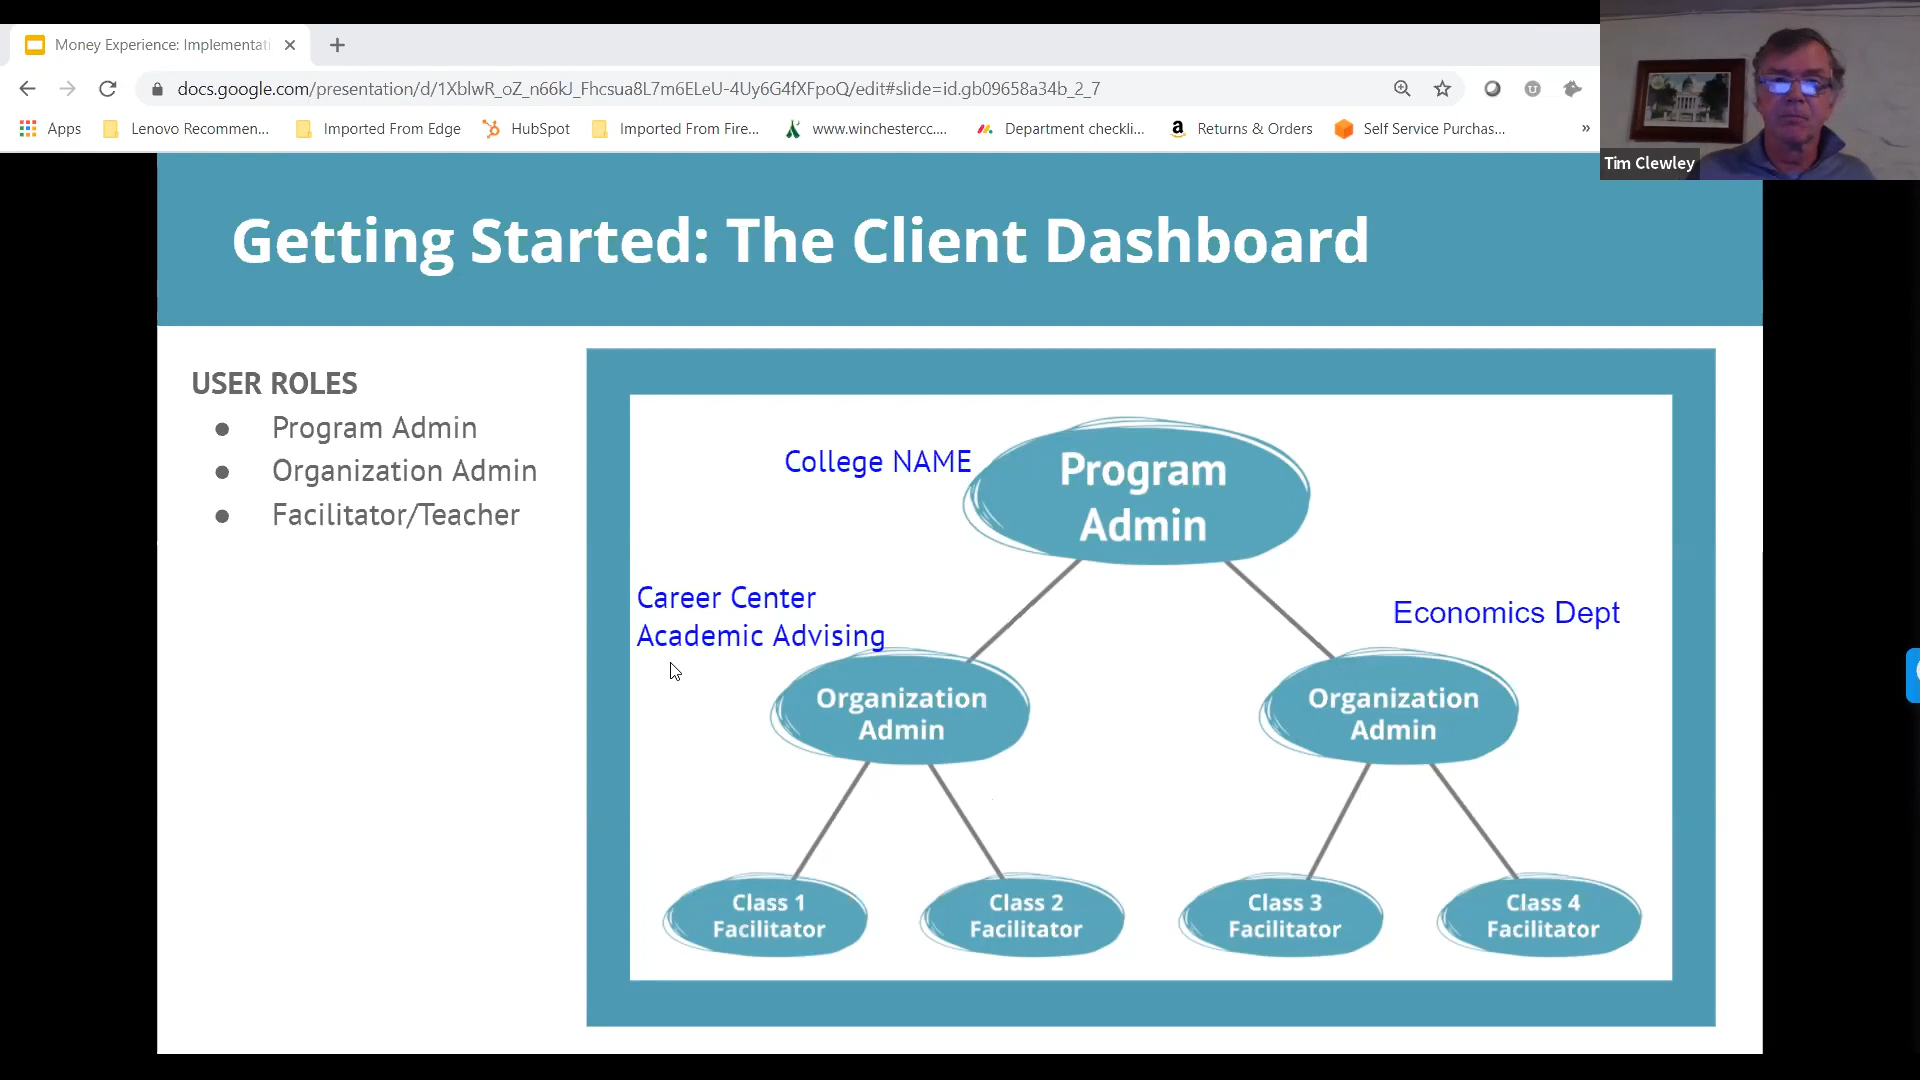 Money Experience: Implementati
docs.google.com/presentation/d/1XblwR_oZ_n66kJ_Fhcsua8L7m6ELeU-4Uy6G4fXFpoQ/edit#slide=id.gb09658a34b_2_7
Apps Lenovo Recommen... Imported From Edge HubSpot Imported From Fire... www.winchestercc.... Department checkli... Returns & Orders Self Service Purchas... »
Tim Clewley
Getting Started: The Client Dashboard
USER ROLES
● Program Admin
● Organization Admin
● Facilitator/Teacher
College NAME
Program
Admin
Career Center
Academic Advising
Economics Dept
Organization
Admin
Organization
Admin
Class 1
Facilitator
Class 2
Facilitator
Class 3
Facilitator
Class 4
Facilitator